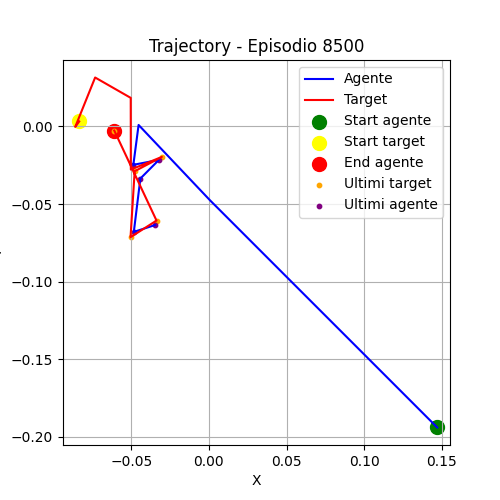 Trajectory - Episodio 8500
Agente
Target
Start agente
Start target
End agente
Ultimi target
Ultimi agente
0.00
−0.05
−0.10
−0.15
−0.20
−0.05
0.00
0.05
0.10
0.15
X